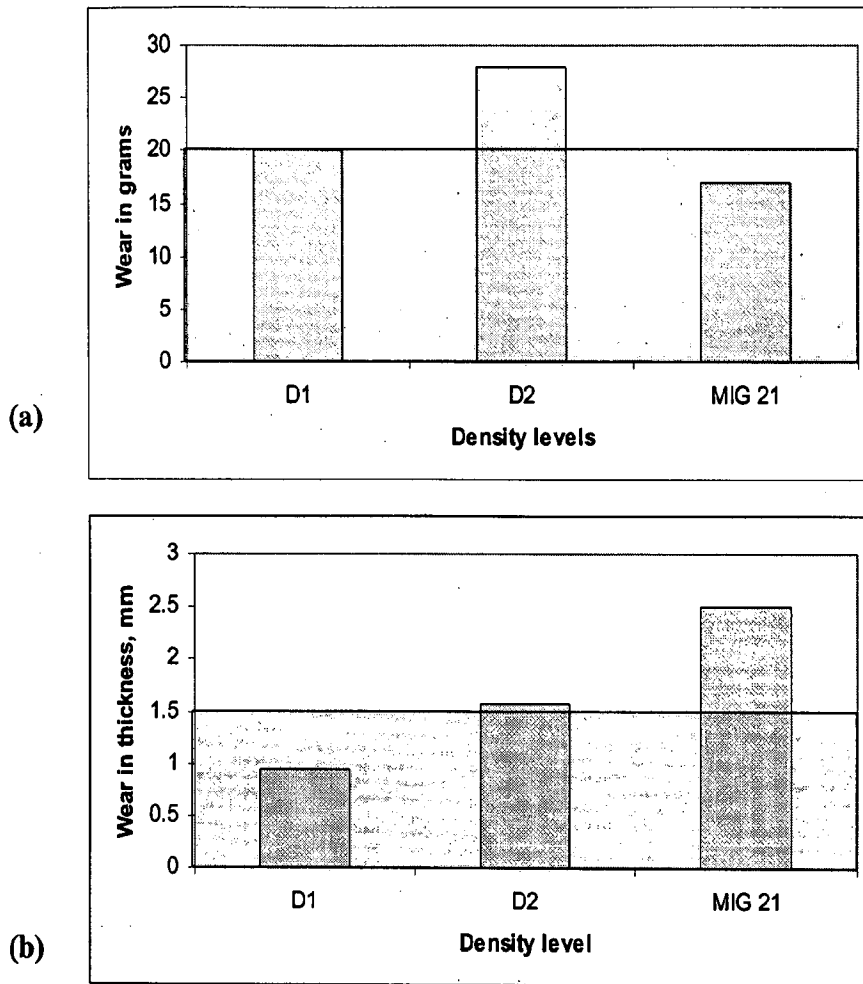 30
25
20
15
10
5
0
Wear in grams
D1 D2 MIG 21
Density levels
(a)
3
2.5
2
1.5
1
0.5
0
Wear in thickness, mm
D1 D2 MIG 21
Density level
(b)